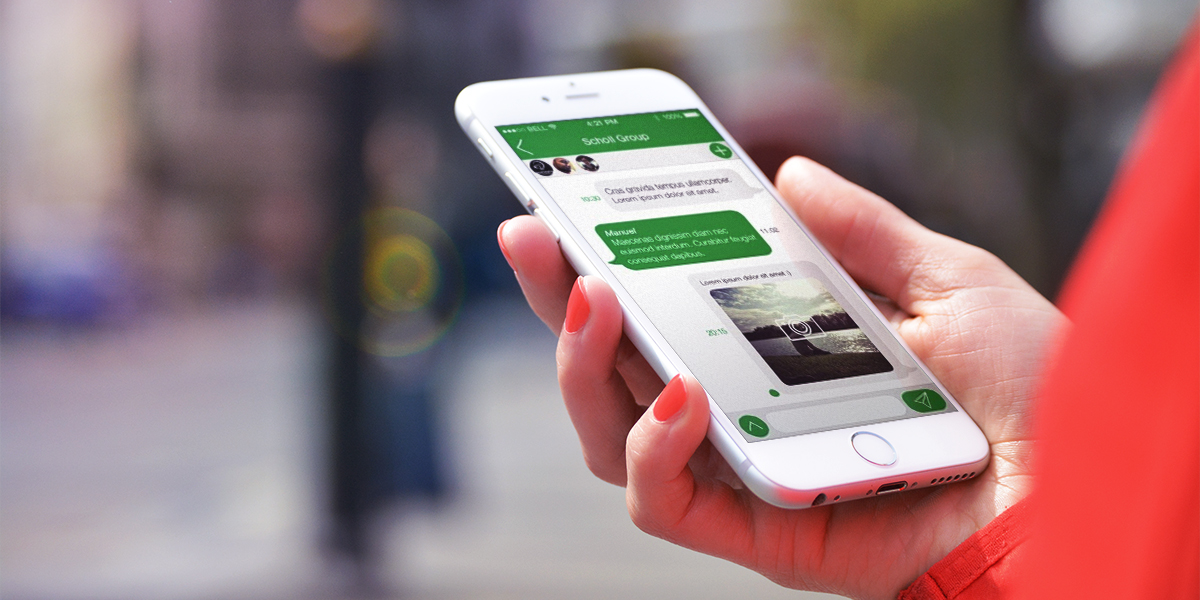 BELL 4:21 PM 100%
Scholl Group
Cras gravida tempus ullamcorper.
Lorem ipsum dolor sit amet.
10:30
Manuel
11:02
Maecenas dignissim diam nec
euismod interdum. Curabitur feugiat
consequat dapibus.
Lorem ipsum dolor sit amet :)
20:15